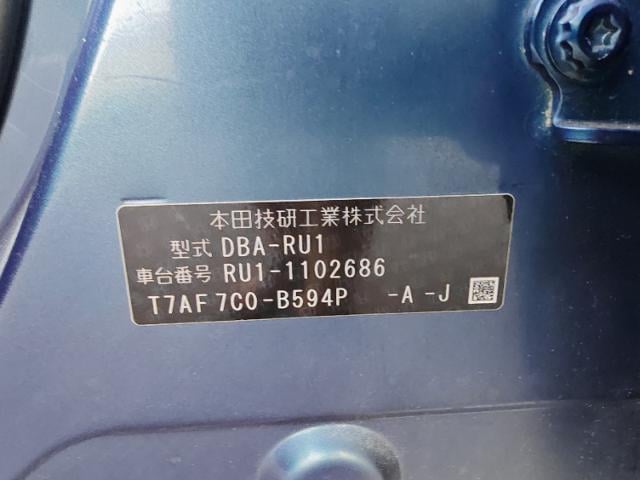 本田技研工業株式会社
型式 DBA-RU1
車台番号 RU1-1102686
T7AF 7C0-B594P -A -J